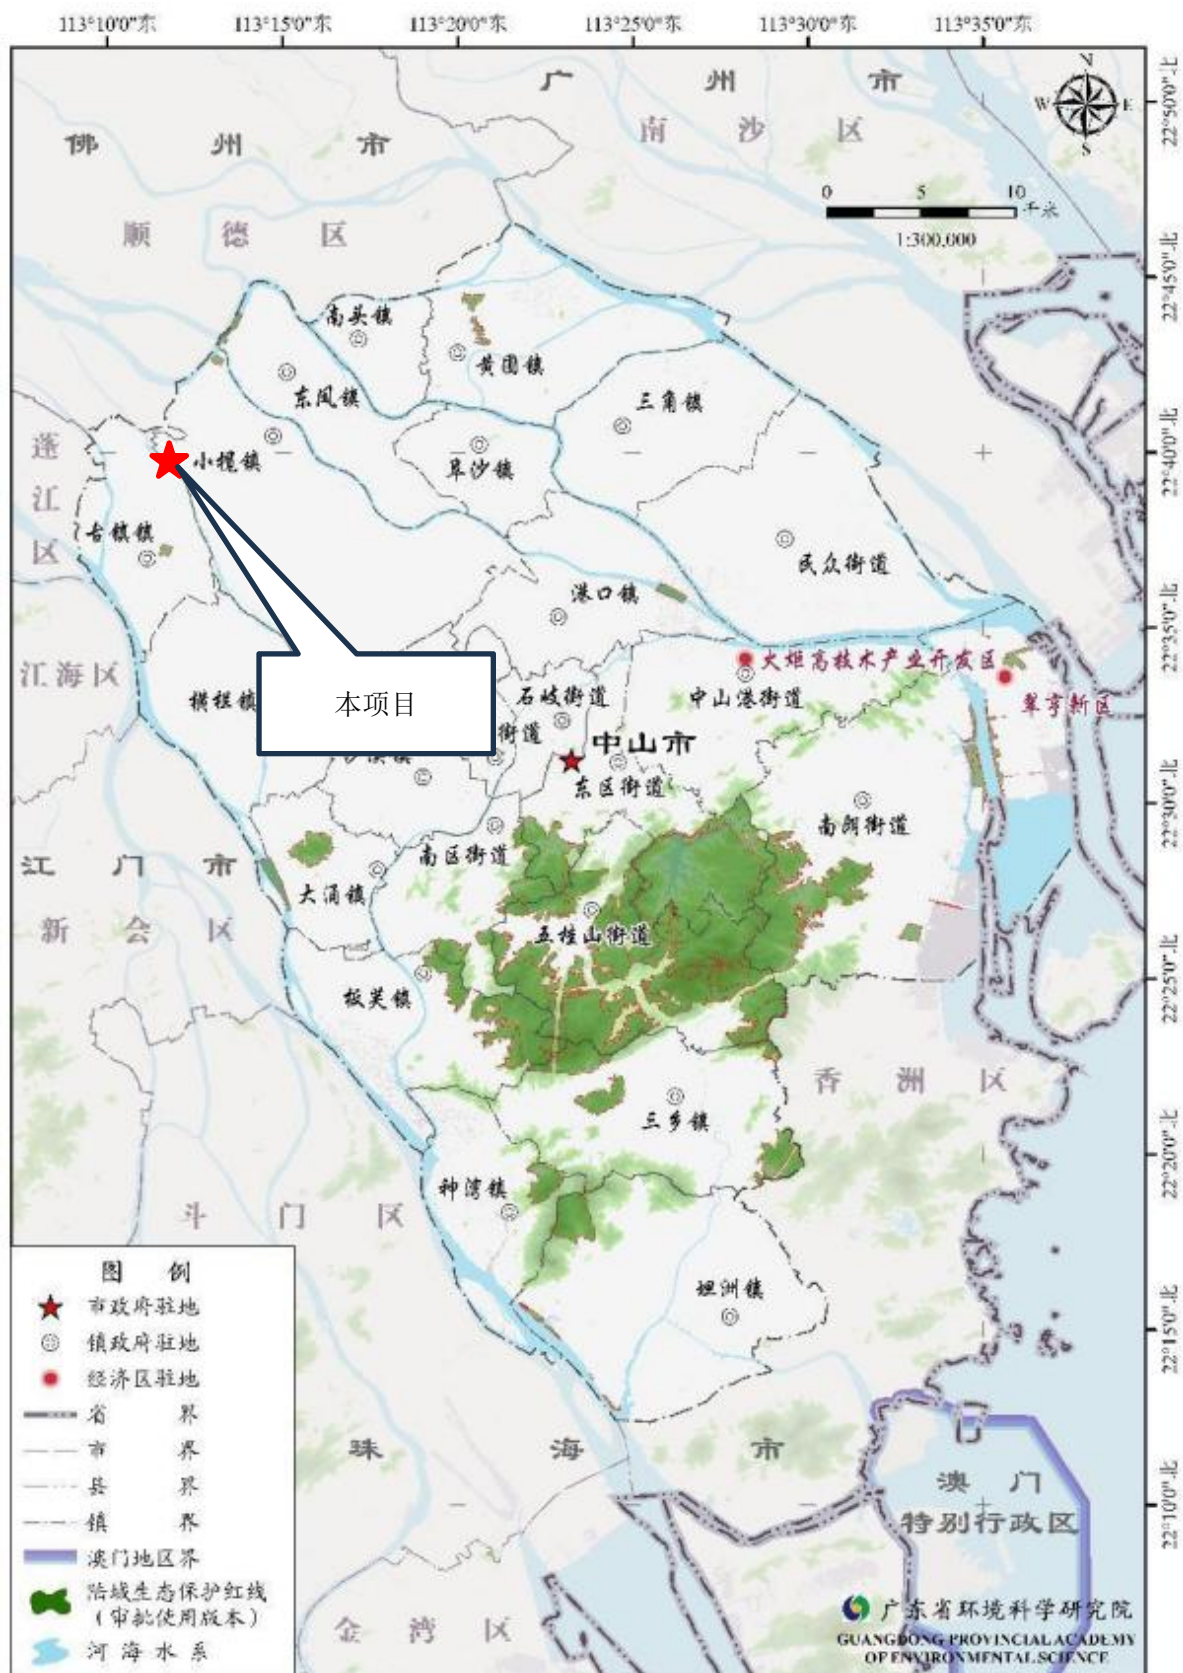 113°10'0"东 113°15'0"东 113°20'0"东 113°25'0"东 113°30'0"东 113°35'0"东
N
W E
S
22°50'0"北
广州市
佛州市
南沙区
0 5 10
千米
1:300,000
顺德区
22°45'0"北
南头镇
黄圃镇
东凤镇
三角镇
蓬江区
小榄镇
阜沙镇
22°40'0"北
古镇镇
民众街道
港口镇
22°35'0"北
火炬高技术产业开发区
江海区
横栏镇
本项目
石岐街道
中山港街道
翠亨新区
街道
中山市
东区街道
22°30'0"北
南朗街道
南区街道
江门市
大涌镇
新会区
五桂山街道
板芙镇
22°25'0"北
香洲区
三乡镇
22°20'0"北
神湾镇
斗门区
坦洲镇
22°15'0"北
图例
市政府驻地
镇政府驻地
经济区驻地
省界
市界
县界
镇界
澳门地区界
陆域生态保护红线
（审批使用版本）
河海水系
珠海市
澳门
特别行政区
22°10'0"北
金湾区
广东省环境科学研究院
GUANGDONG PROVINCIAL ACADEMY
OF ENVIRONMENTAL SCIENCE